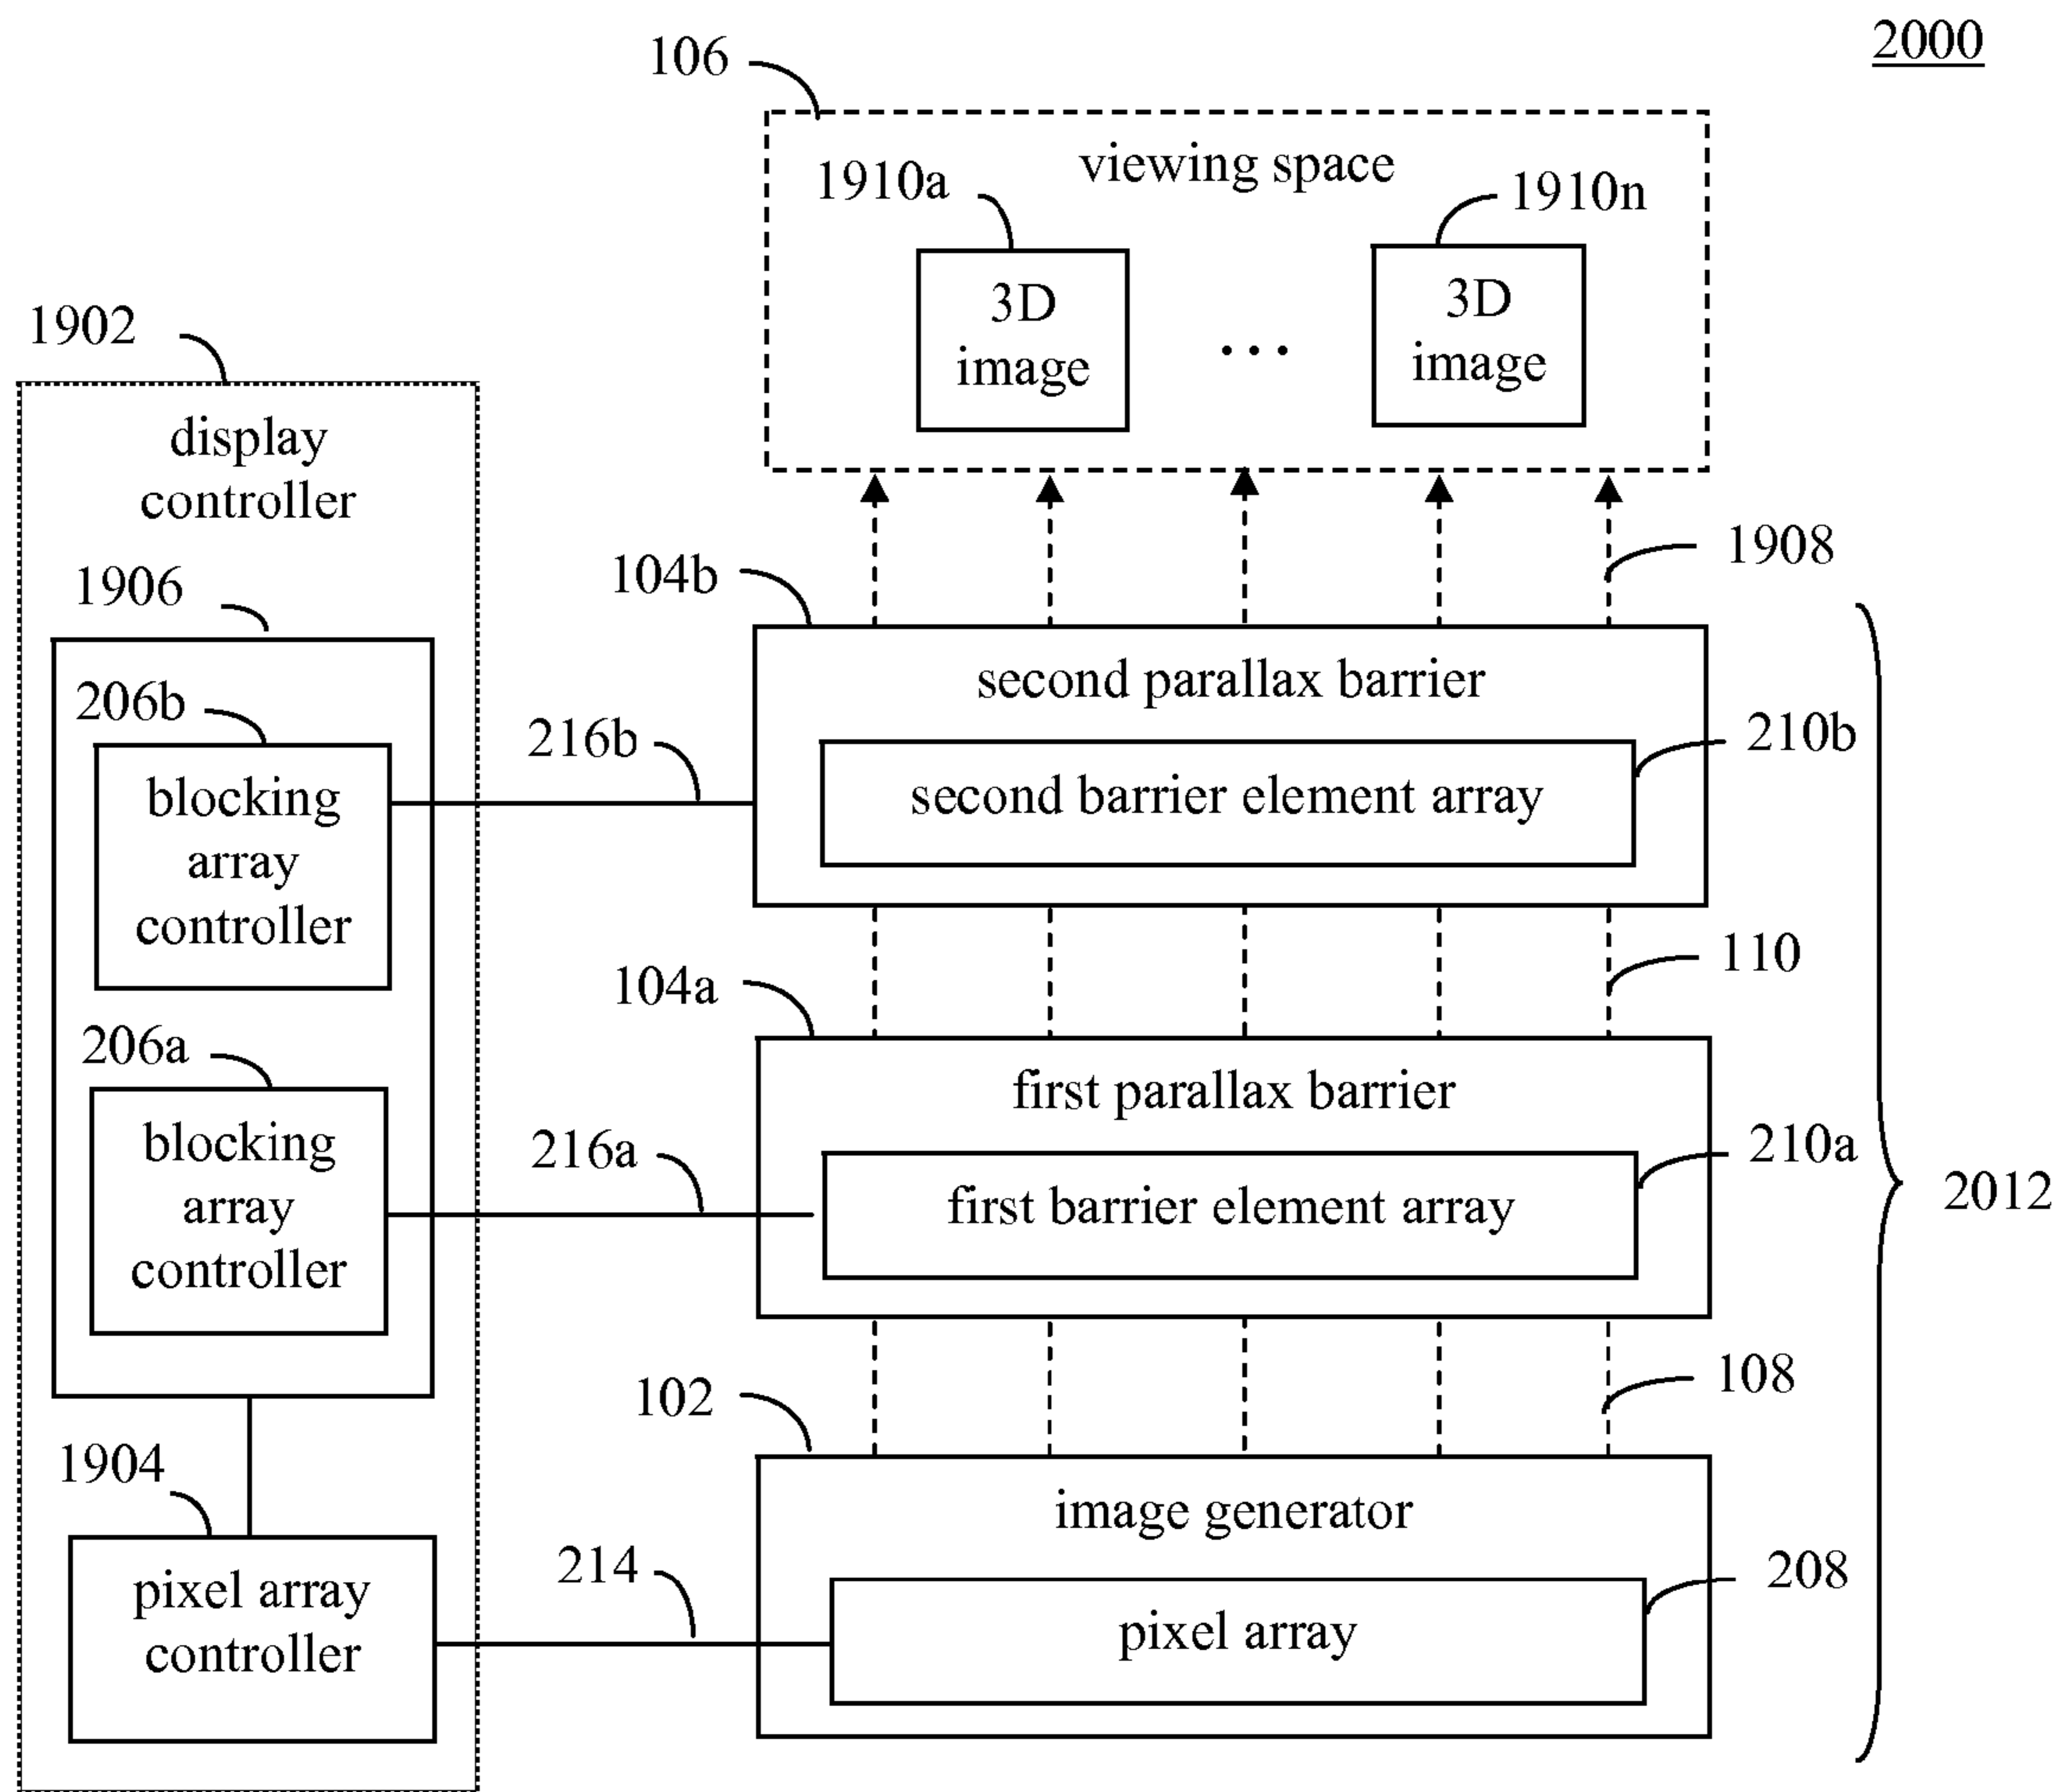 2000
106
viewing space
1910a
1910n
3D
image
...
3D
image
1902
display
controller
1908
104b
1906
second parallax barrier
206b
216b
210b
blocking
array
controller
second barrier element array
110
104a
206a
first parallax barrier
blocking
array
controller
216a
210a
first barrier element array
2012
108
102
1904
image generator
pixel array
controller
214
208
pixel array